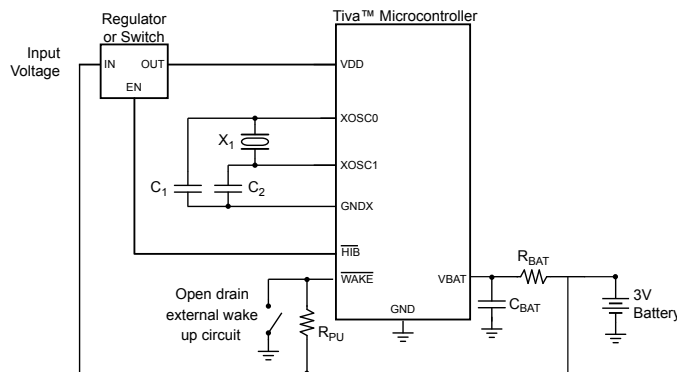 Tiva™ Microcontroller
Regulator
or Switch
Input
Voltage
IN
OUT
EN
VDD
XOSC0
X1
XOSC1
C1
C2
GNDX
HIB
WAKE
VBAT
RBAT
Open drain
external wake
up circuit
RPU
GND
CBAT
3V
Battery